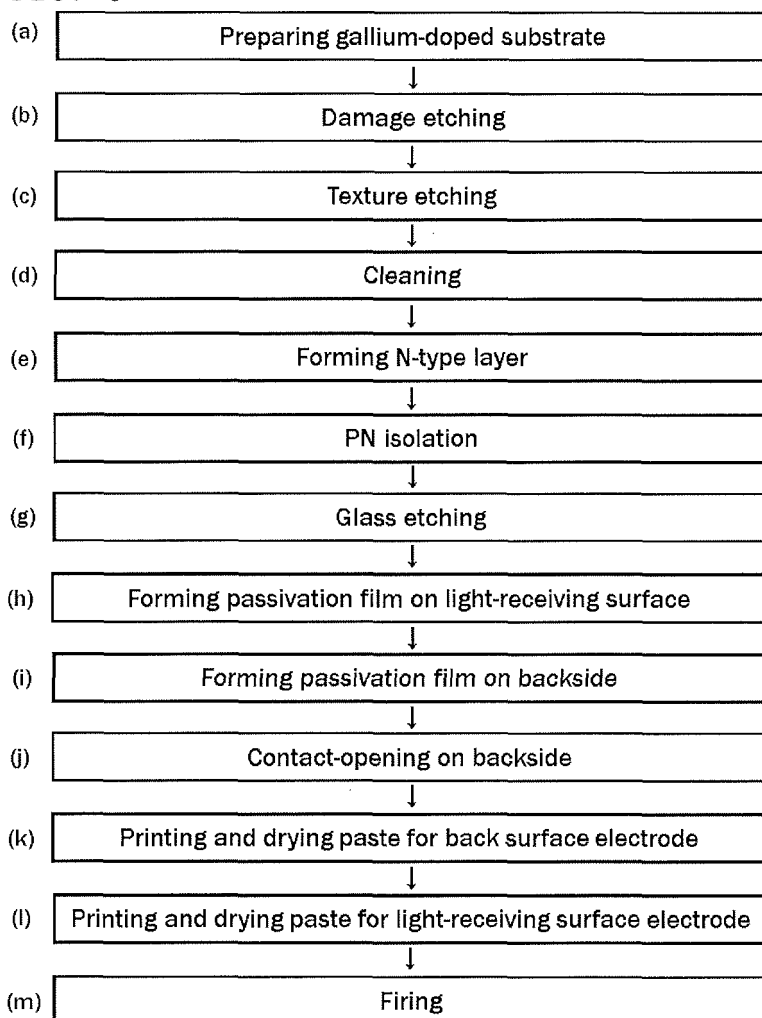 (a) Preparing gallium-doped substrate
(b) Damage etching
(c) Texture etching
(d) Cleaning
(e) Forming N-type layer
(f) PN isolation
(g) Glass etching
(h) Forming passivation film on light-receiving surface
(i) Forming passivation film on backside
(j) Contact-opening on backside
(k) Printing and drying paste for back surface electrode
(l) Printing and drying paste for light-receiving surface electrode
(m) Firing